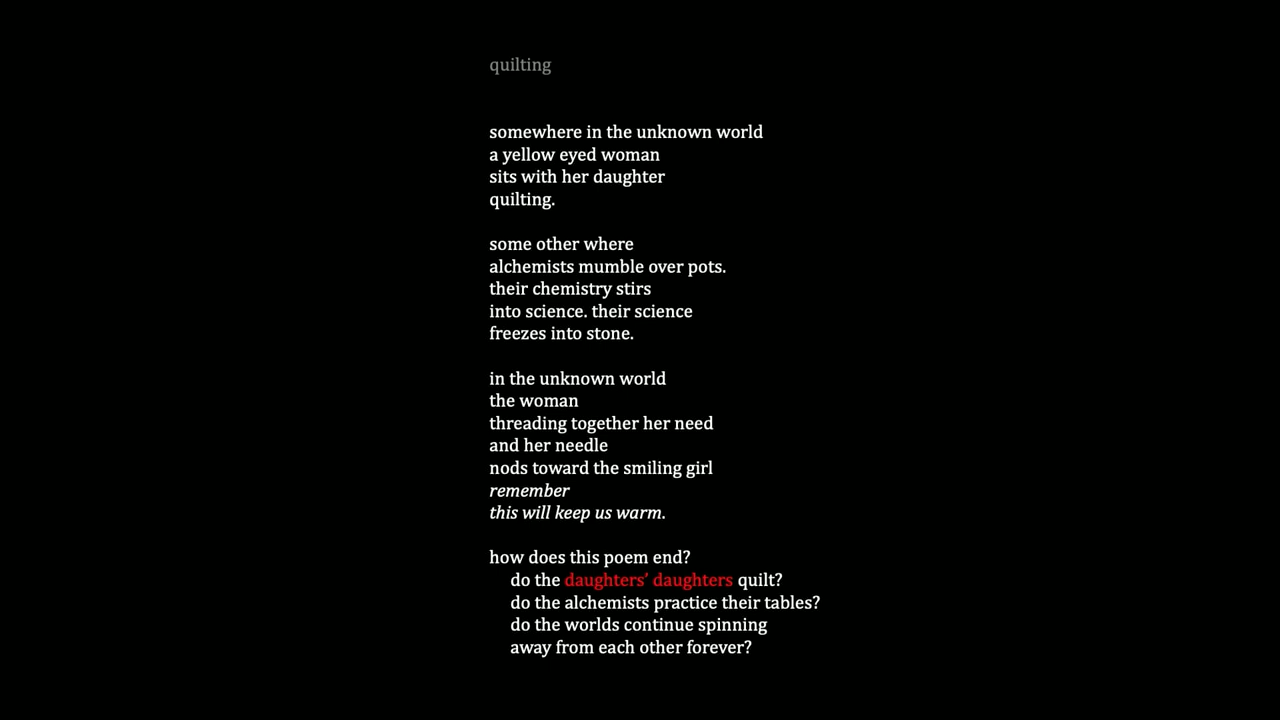 quilting
somewhere in the unknown world
a yellow eyed woman
sits with her daughter
quilting.
some other where
alchemists mumble over pots.
their chemistry stirs
into science. their science
freezes into stone.
in the unknown world
the woman
threading together her need
and her needle
nods toward the smiling girl
remember
this will keep us warm.
how does this poem end?
do the daughters’ daughters quilt?
do the alchemists practice their tables?
do the worlds continue spinning
away from each other forever?